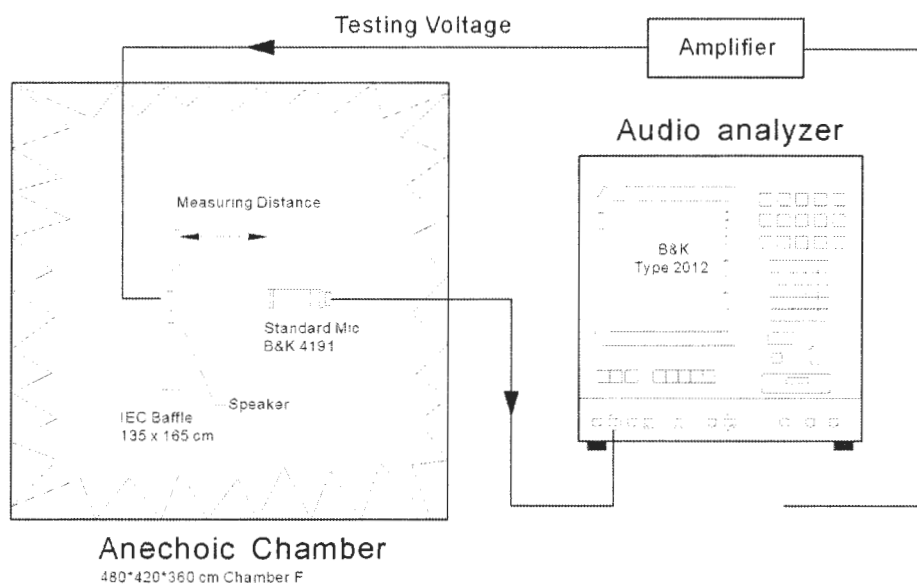 Testing Voltage
Amplifier
Audio analyzer
Measuring Distance
B&K
Type 2012
Standard Mic
B&K 4191
Speaker
IEC Baffle
135 x 165 cm
Anechoic Chamber
480*420*360 cm Chamber F